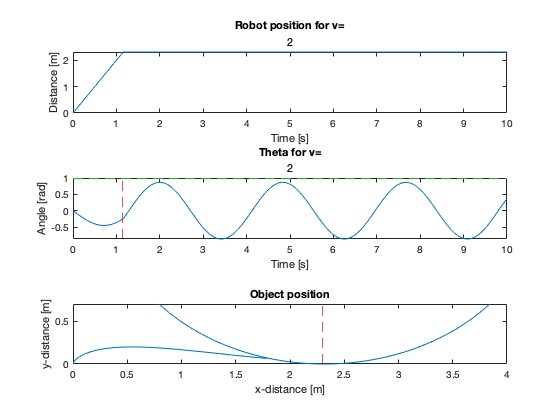 Robot position for v=
2
Distance [m]
2
1
0
0 1 2 3 4 5 6 7 8 9 10
Time [s]
Theta for v=
2
Angle [rad]
1
0.5
0
-0.5
0 1 2 3 4 5 6 7 8 9 10
Time [s]
Object position
y-distance [m]
0.5
0
0 0.5 1 1.5 2 2.5 3 3.5 4
x-distance [m]